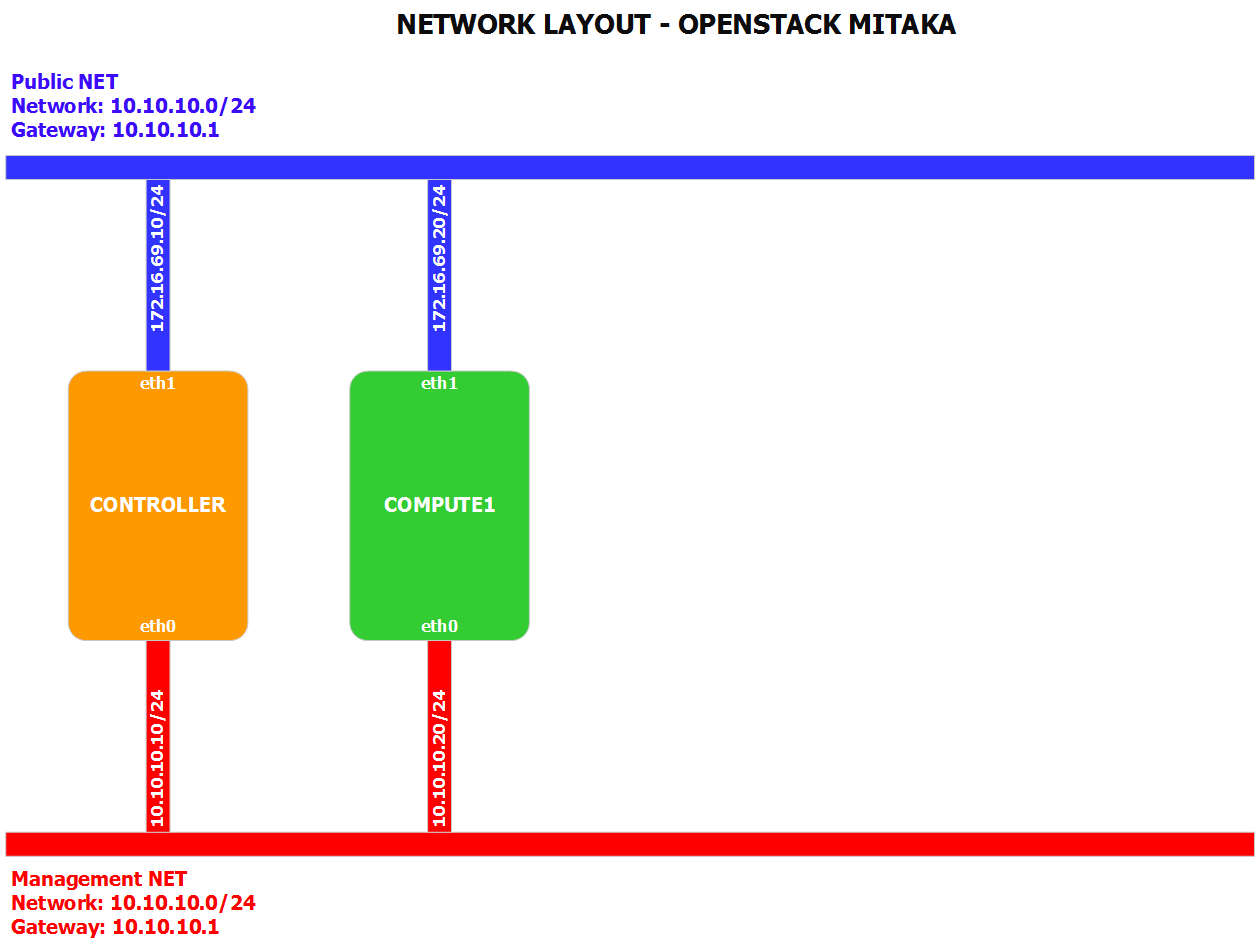 NETWORK LAYOUT - OPENSTACK MITAKA
Public NET
Network: 10.10.10.0/24
Gateway: 10.10.10.1
172.16.69.10/24
172.16.69.20/24
eth1
eth1
CONTROLLER
COMPUTE1
eth0
eth0
10.10.10.10/24
10.10.10.20/24
Management NET
Network: 10.10.10.0/24
Gateway: 10.10.10.1